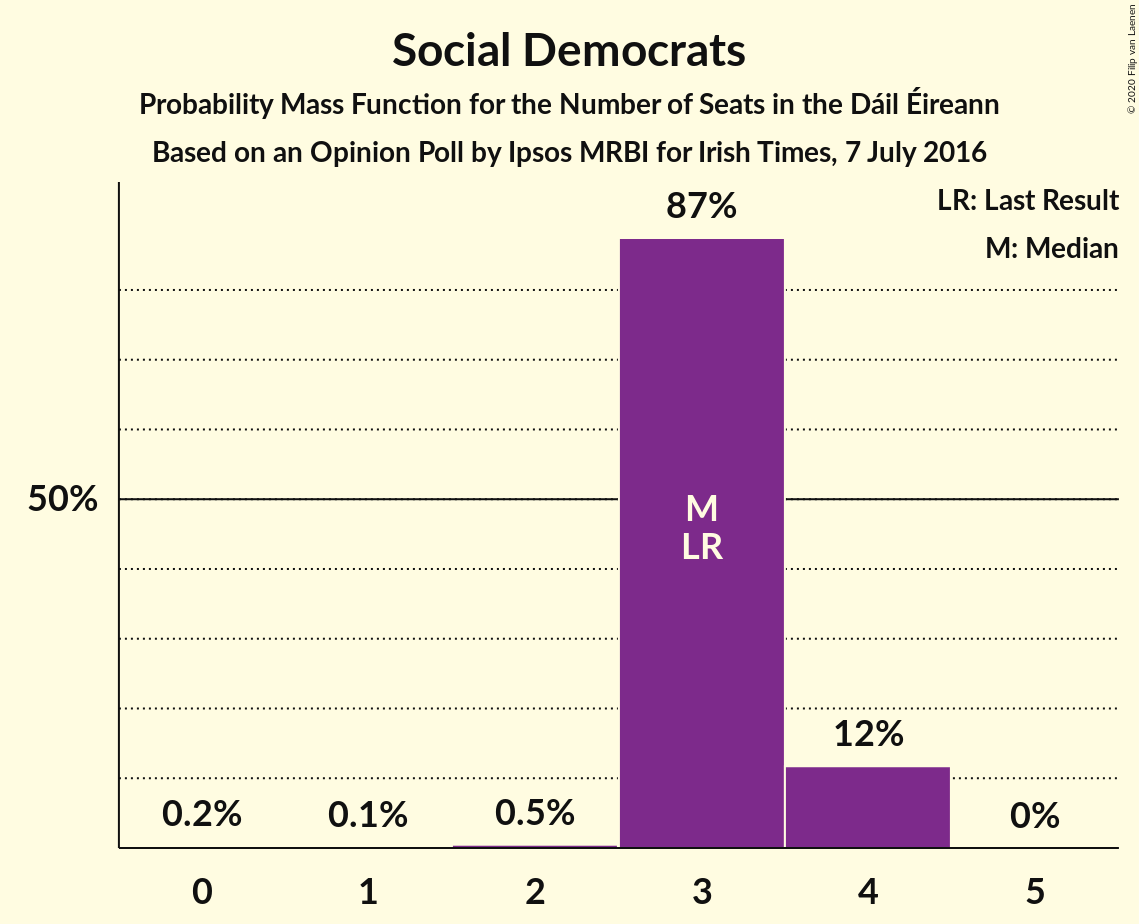 Social Democrats
Probability Mass Function for the Number of Seats in the Dáil Éireann
Based on an Opinion Poll by Ipsos MRBI for Irish Times, 7 July 2016
© 2020 Filip van Laenen
LR: Last Result
M: Median
87%
50%
M
LR
12%
0.2%
0.1%
0.5%
0%
0
1
2
3
4
5